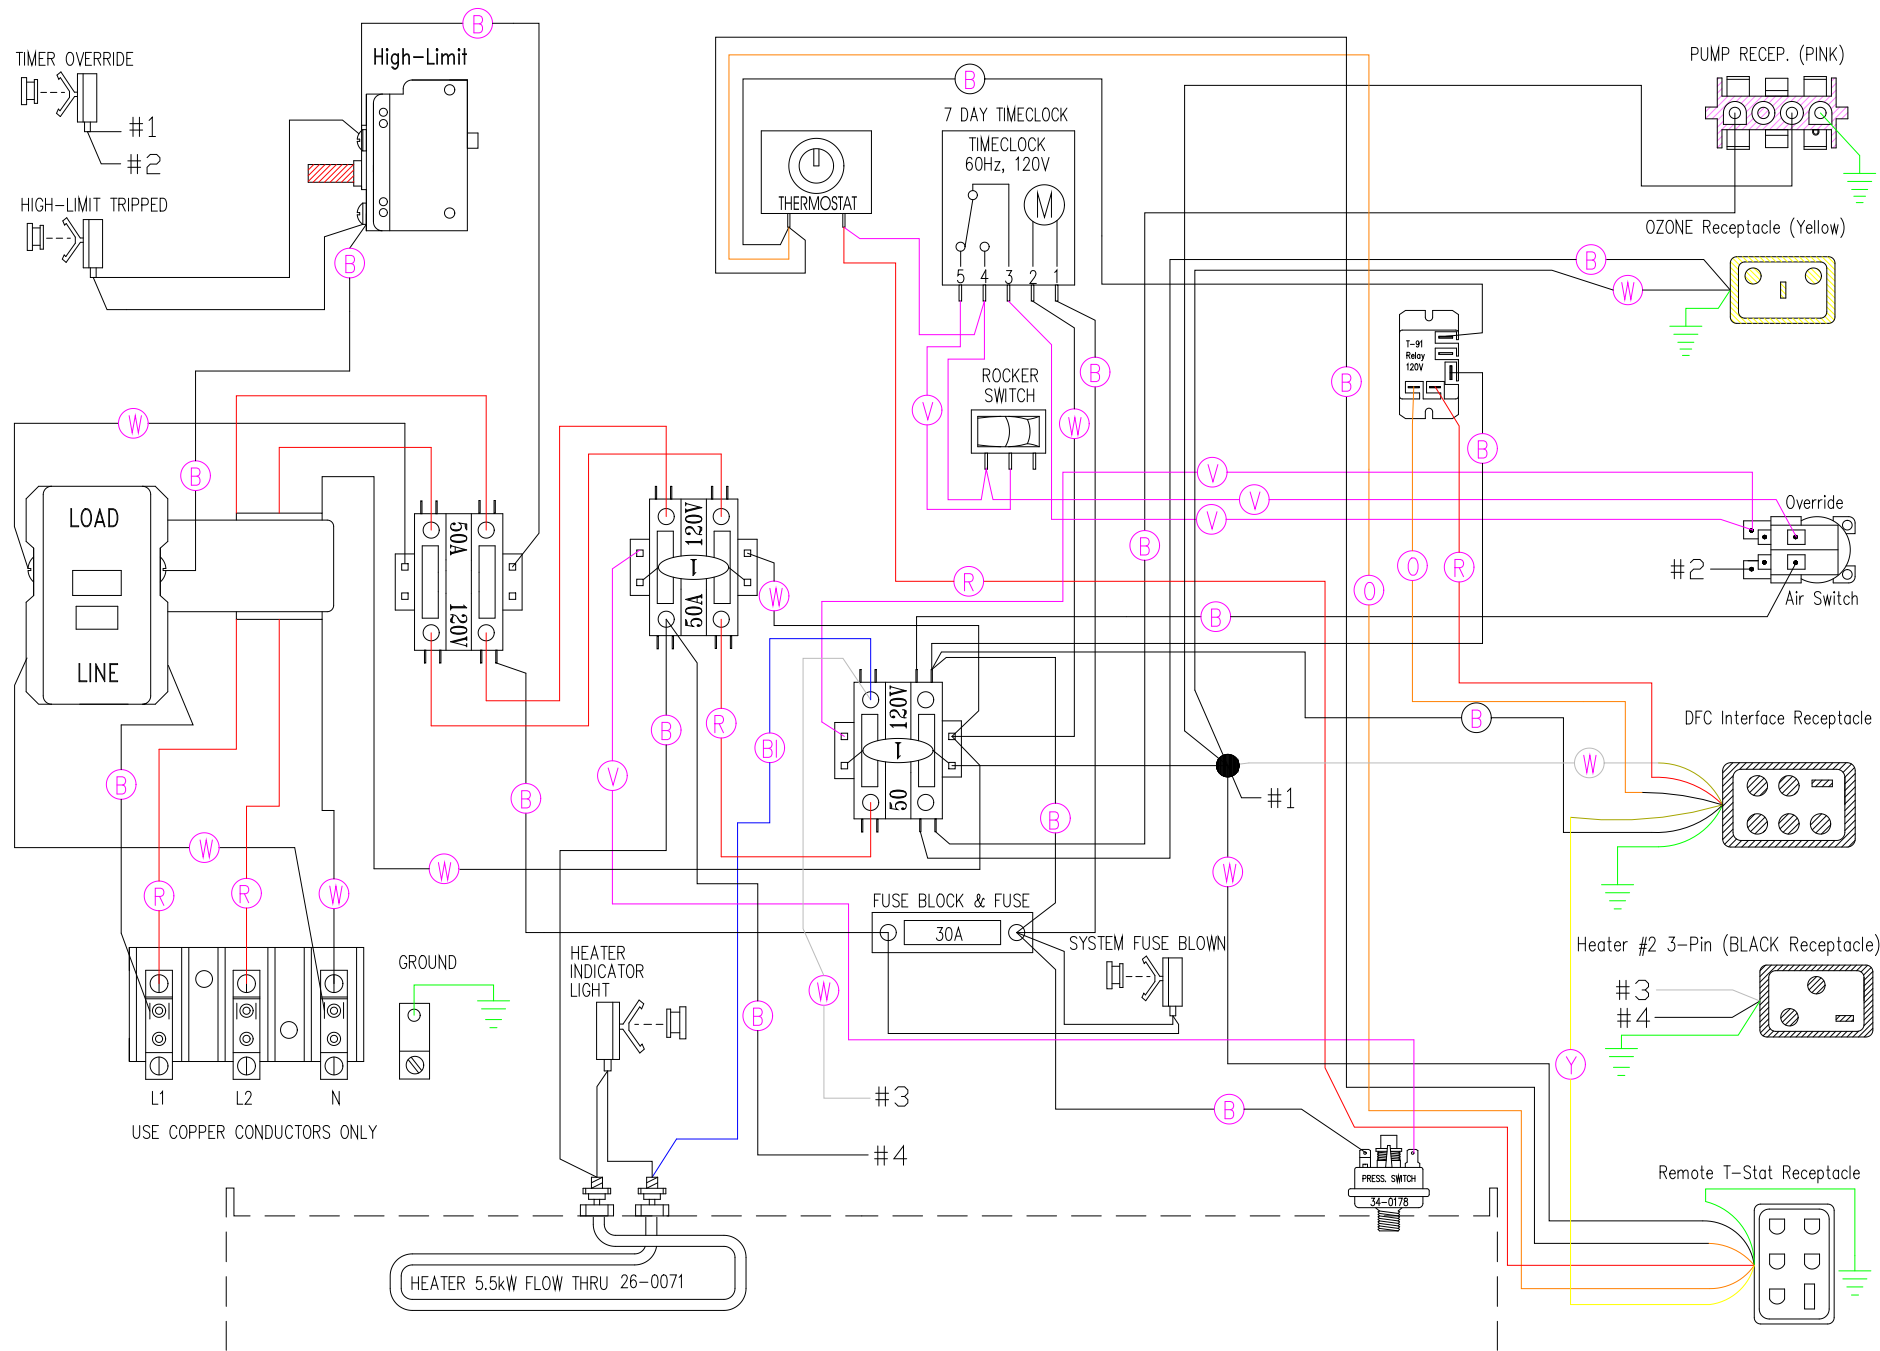 B
TIMER OVERRIDE
#1
#2
High-Limit
HIGH-LIMIT TRIPPED
B
B
7 DAY TIMECLOCK
TIMECLOCK
60Hz, 120V
M
5 4 3 2 1
THERMOSTAT
PUMP RECEP. (PINK)
OZONE Receptacle (Yellow)
B
W
T-91
Relay
120V
ROCKER
SWITCH
B
B
V
W
B
W
B
V
V
V
Override
#2
Air Switch
LOAD
LINE
50A
120V
120V
50A
1
W
B
O
R
R
O
B
B
R
V
Bl
120V
50
1
B
DFC Interface Receptacle
W
#1
B
B
B
W
W
R
R
W
W
FUSE BLOCK & FUSE
30A
SYSTEM FUSE BLOWN
HEATER
INDICATOR
LIGHT
GROUND
W
B
Heater #2 3-Pin (BLACK Receptacle)
#3
#4
Y
L1
L2
N
USE COPPER CONDUCTORS ONLY
#3
#4
B
PRESS. SWITCH
34-0178
Remote T-Stat Receptacle
HEATER 5.5kW FLOW THRU 26-0071